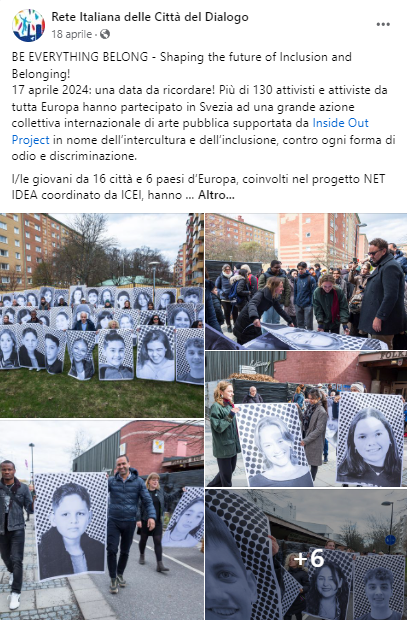 Rete Italiana delle Città del Dialogo
18 aprile ·
BE EVERYTHING BELONG - Shaping the future of Inclusion and
Belonging!
17 aprile 2024: una data da ricordare! Più di 130 attivisti e attiviste da
tutta Europa hanno partecipato in Svezia ad una grande azione
collettiva internazionale di arte pubblica supportata da Inside Out
Project in nome dell'intercultura e dell'inclusione, contro ogni forma di
odio e discriminazione.
I/le giovani da 16 città e 6 paesi d'Europa, coinvolti nel progetto NET
IDEA coordinato da ICEI, hanno ... Altro...
+6